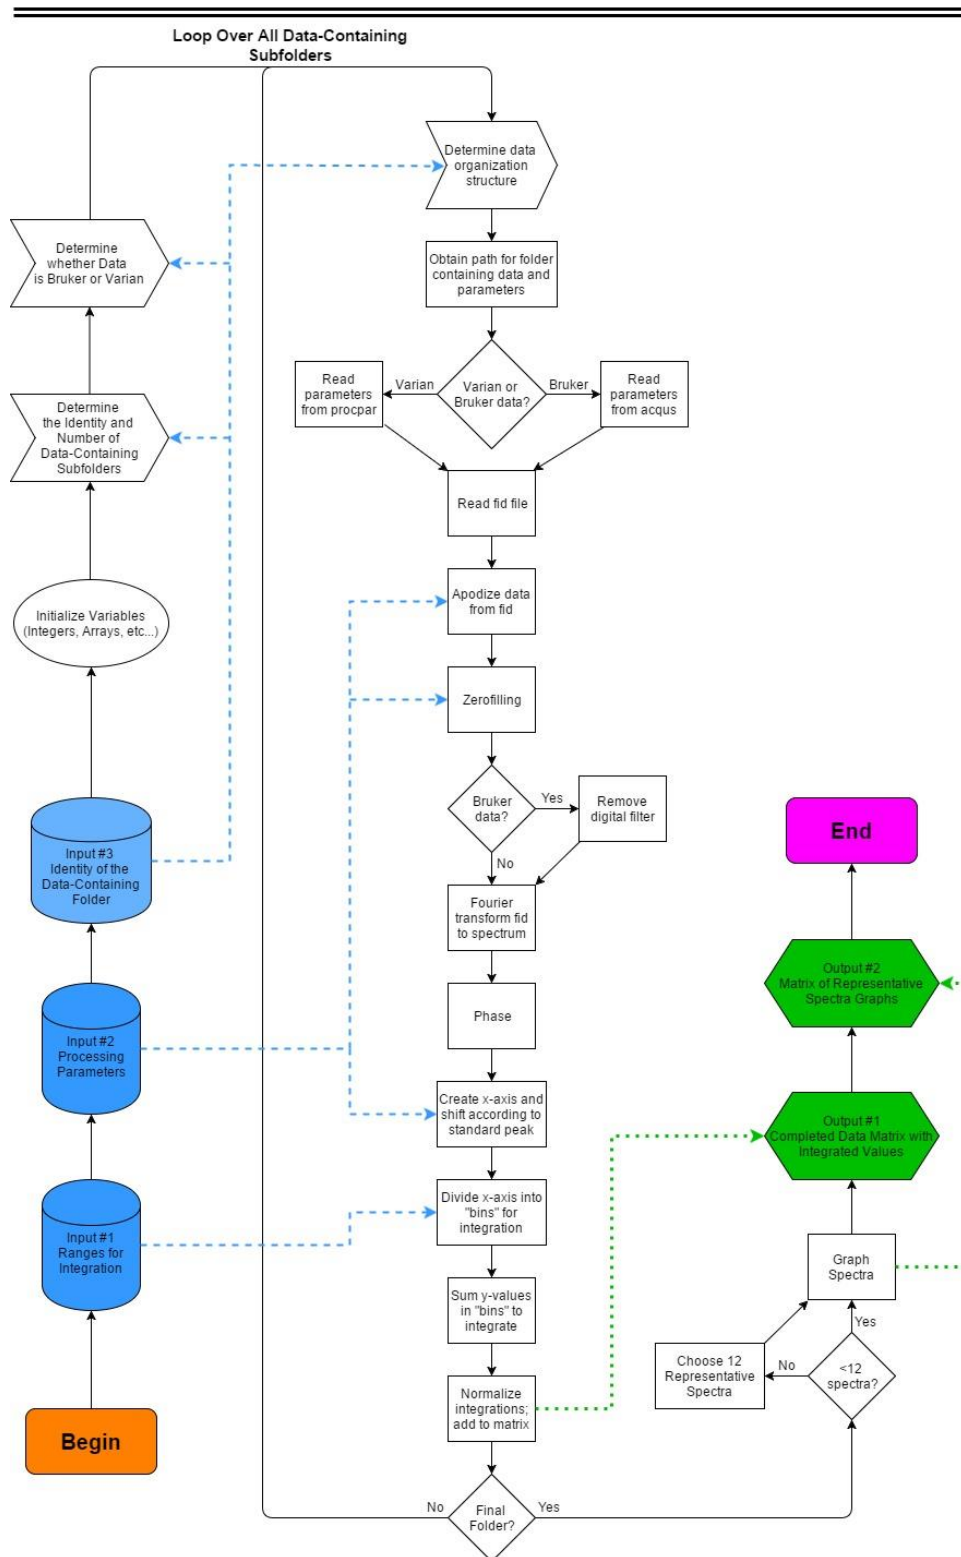 Loop Over All Data-Containing
Subfolders
Determine data
organization
structure
Determine
whether Data
is Bruker or Varian
Obtain path for folder
containing data and
parameters
Read
parameters
from procpar
Varian
Varian or
Bruker data?
Bruker
Read
parameters
from acqus
Determine
the Identity and
Number of
Data-Containing
Subfolders
Read fid file
Initialize Variables
(Integers, Arrays, etc...)
Apodize data
from fid
Zerofilling
Bruker
data?
Yes
Remove
digital filter
No
Input #3
Identity of the
Data-Containing
Folder
End
Fourier
transform fid
to spectrum
Output #2
Matrix of Representative
Spectra Graphs
Phase
Input #2
Processing
Parameters
Create x-axis and
shift according to
standard peak
Output #1
Completed Data Matrix with
Integrated Values
Divide x-axis into
"bins" for
integration
Input #1
Ranges for
Integration
Graph
Spectra
Sum y-values
in "bins" to
integrate
Yes
Choose 12
Representative
Spectra
No
<12
spectra?
Normalize
integrations;
add to matrix
Begin
No
Final
Folder?
Yes